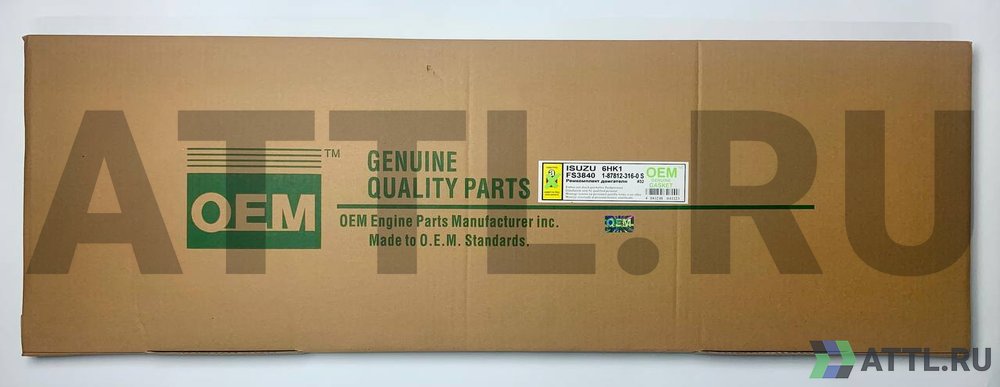 ATTL.RU
OEM
TM
GENUINE
QUALITY PARTS
OEM Engine Parts Manufacturer inc.
Made to O.E.M. Standards.
ISUZU 6HK1
FS3840 1-87812-316-0 S
Ремкомплект двигателя
OEM
GASKET
ATTL.RU